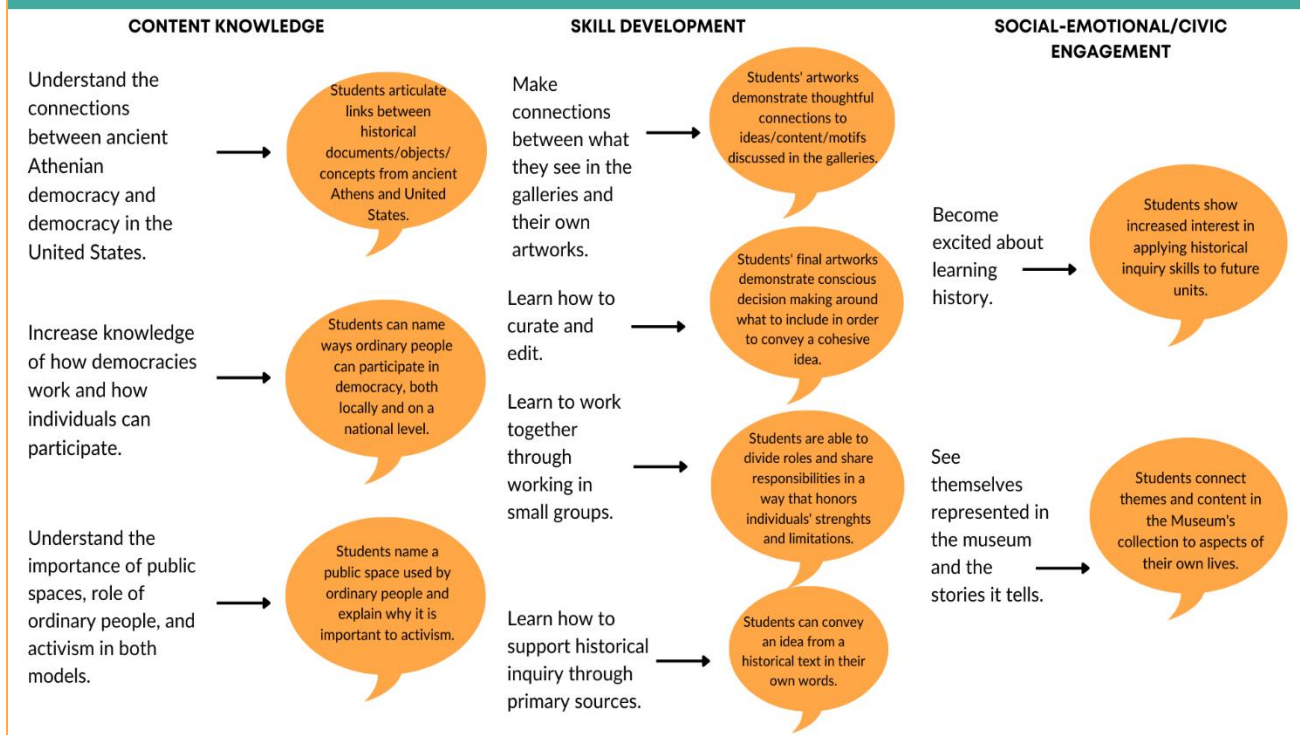 CONTENT KNOWLEDGE
Understand the
connections
between ancient
Athenian
democracy and
democracy in the
United States.
Students articulate
links between
historical
documents/objects/
concepts from ancient
Athens and United
States.
Increase knowledge
of how democracies
work and how
individuals can
participate.
Students can name
ways ordinary people
can participate in
democracy, both
locally and on a
national level.
Understand the
importance of public
spaces, role of
ordinary people, and
activism in both
models.
Students name a
public space used by
ordinary people and
explain why it is
important to activism.
SKILL DEVELOPMENT
Make
connections
between what
they see in the
galleries and
their own
artworks.
Students' artworks
demonstrate thoughtful
connections to
ideas/content/motifs
discussed in the galleries.
Learn how to
curate and
edit.
Students' final artworks
demonstrate conscious
decision making around
what to include in order
to convey a cohesive
idea.
Learn to work
together
through
working in
small groups.
Students are able to
divide roles and share
responsibilities in a
way that honors
individuals' strenghts
and limitations.
Learn how to
support historical
inquiry through
primary sources.
Students can convey
an idea from a
historical text in their
own words.
SOCIAL-EMOTIONAL/CIVIC
ENGAGEMENT
Become
excited about
learning
history.
Students show
increased interest in
applying historical
inquiry skills to future
units.
See
themselves
represented in
the museum
and the
stories it tells.
Students connect
themes and content in
the Museum's
collection to aspects of
their own lives.